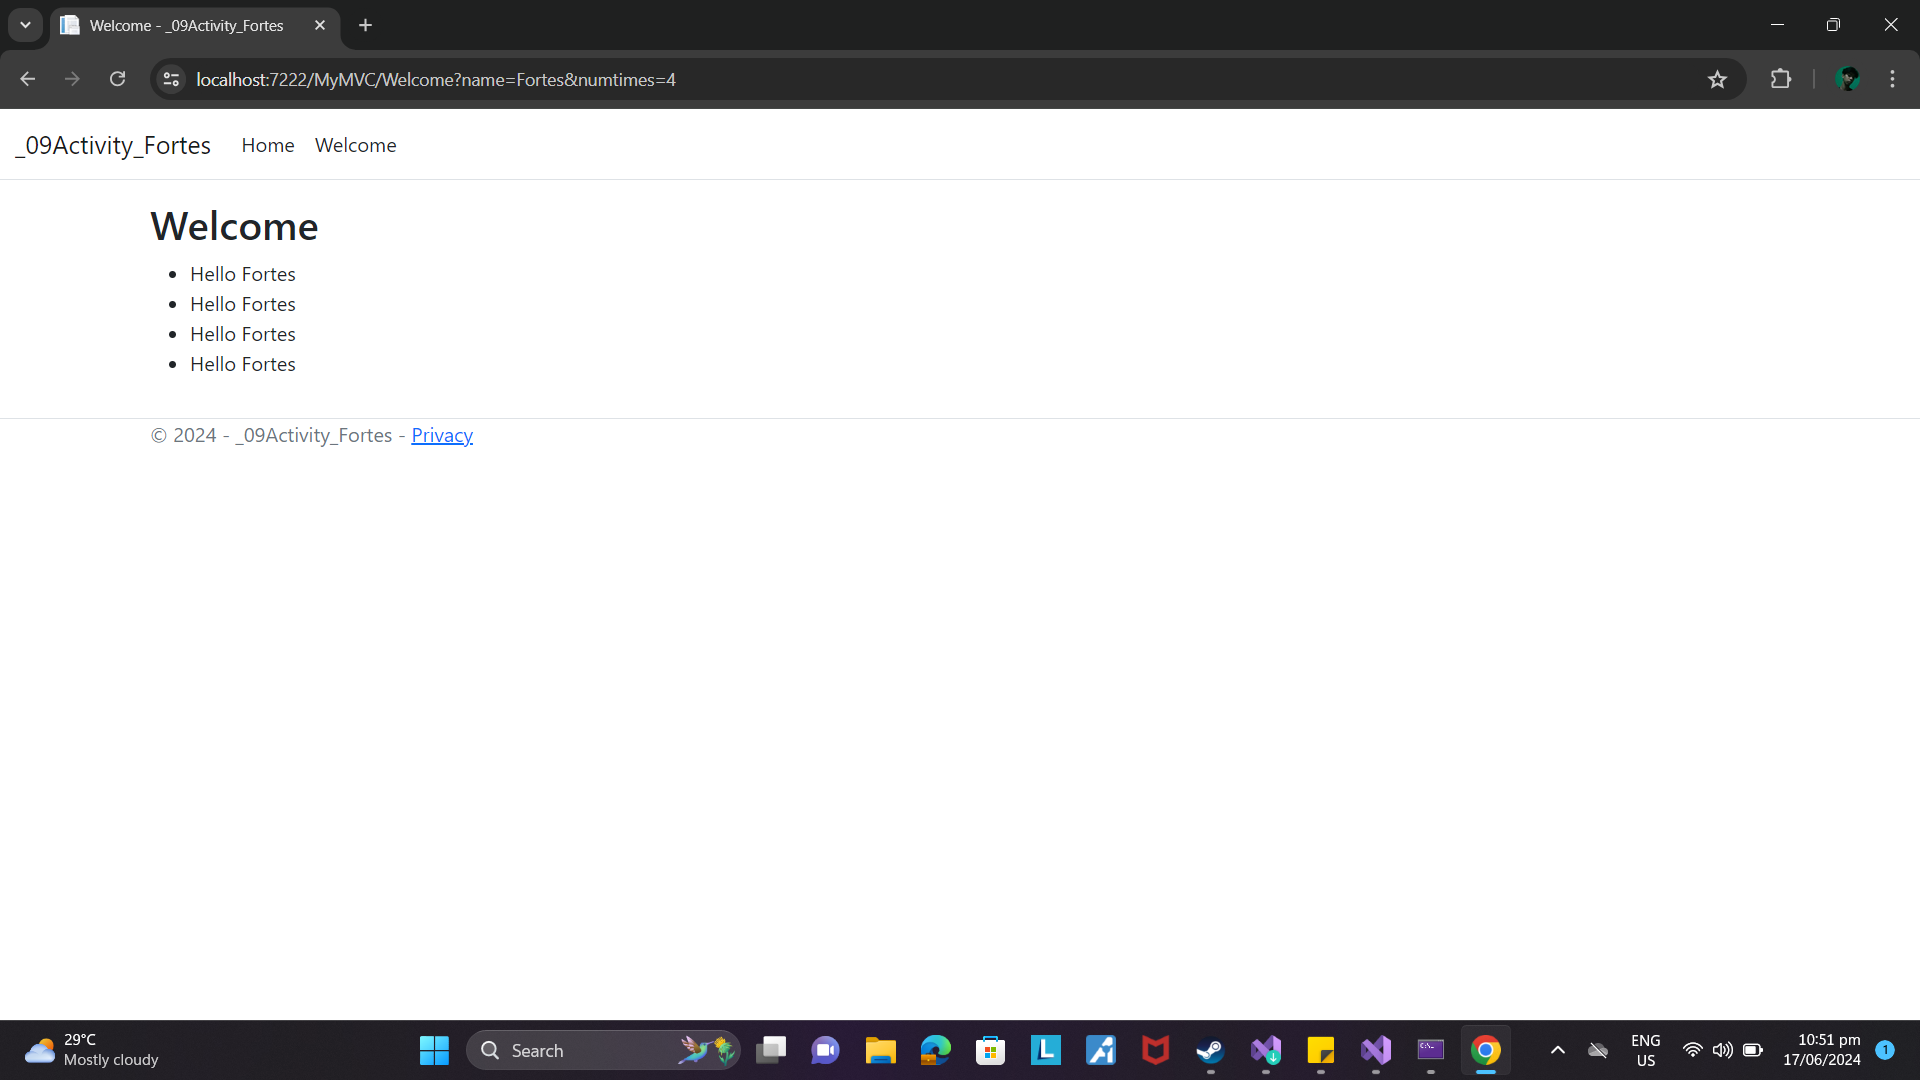 Welcome - _09Activity_Fortes
localhost:7222/MyMVC/Welcome?name=Fortes&numtimes=4
_09Activity_Fortes Home Welcome
Welcome
Hello Fortes
Hello Fortes
Hello Fortes
Hello Fortes
© 2024 - _09Activity_Fortes - Privacy
29°C
Mostly cloudy
Search
L
C:\_
ENG
US
10:51 pm
17/06/2024
1